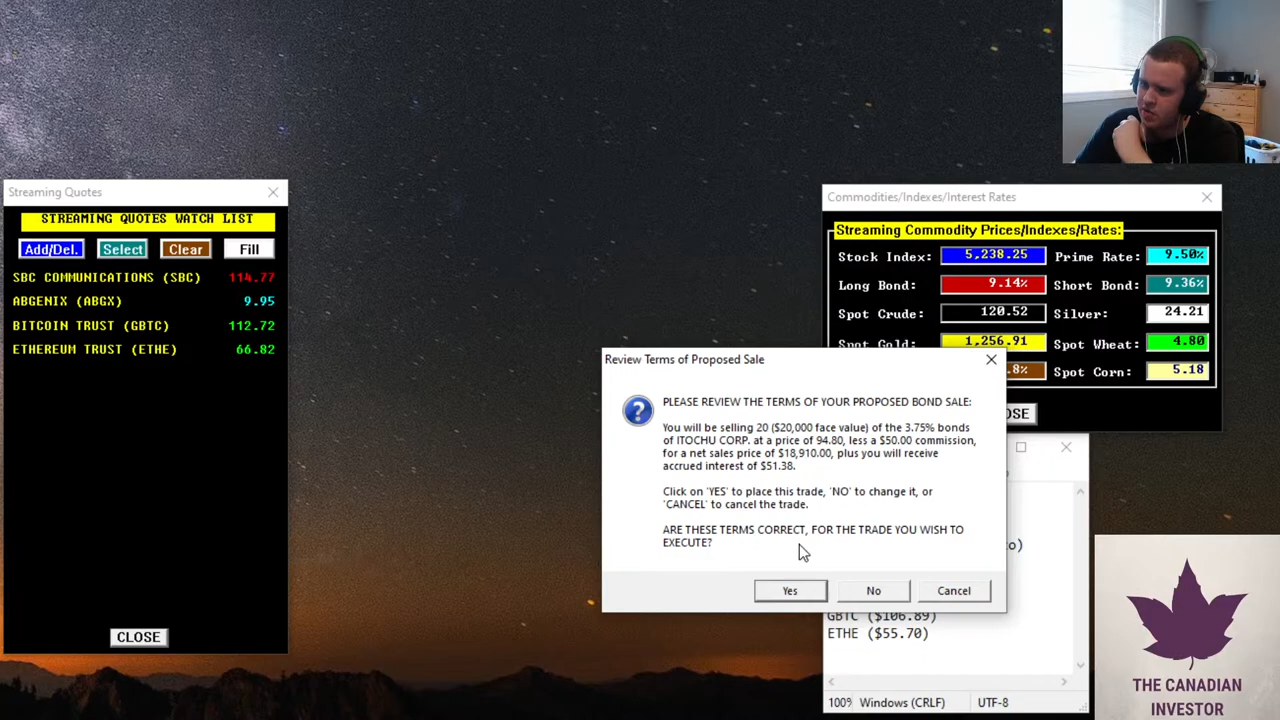 Streaming Quotes
STREAMING QUOTES WATCH LIST
Add/Del. Select Clear Fill
SBC COMMUNICATIONS (SBC) 114.77
ABGENIX (ABGX) 9.95
BITCOIN TRUST (GBTC) 112.72
ETHEREUM TRUST (ETHE) 66.82
CLOSE
Commodities/Indexes/Interest Rates
Streaming Commodity Prices/Indexes/Rates:
Stock Index: 5,238.25 Prime Rate: 9.50%
Long Bond: 9.14% Short Bond: 9.36%
Spot Crude: 120.52 Silver: 24.21
Spot Gold: 1,256.91 Spot Wheat: 4.80
.8% Spot Corn: 5.18
OSE
Review Terms of Proposed Sale
PLEASE REVIEW THE TERMS OF YOUR PROPOSED BOND SALE:
You will be selling 20 ($20,000 face value) of the 3.75% bonds
of ITOCHU CORP. at a price of 94.80, less a $50.00 commission,
for a net sales price of $18,910.00, plus you will receive
accrued interest of $51.38.
Click on 'YES' to place this trade, 'NO' to change it, or
'CANCEL' to cancel the trade.
ARE THESE TERMS CORRECT, FOR THE TRADE YOU WISH TO
EXECUTE?
Yes No Cancel
to)
GBTC ($106.89)
ETHE ($55.70)
100% Windows (CRLF) UTF-8
THE CANADIAN
INVESTOR